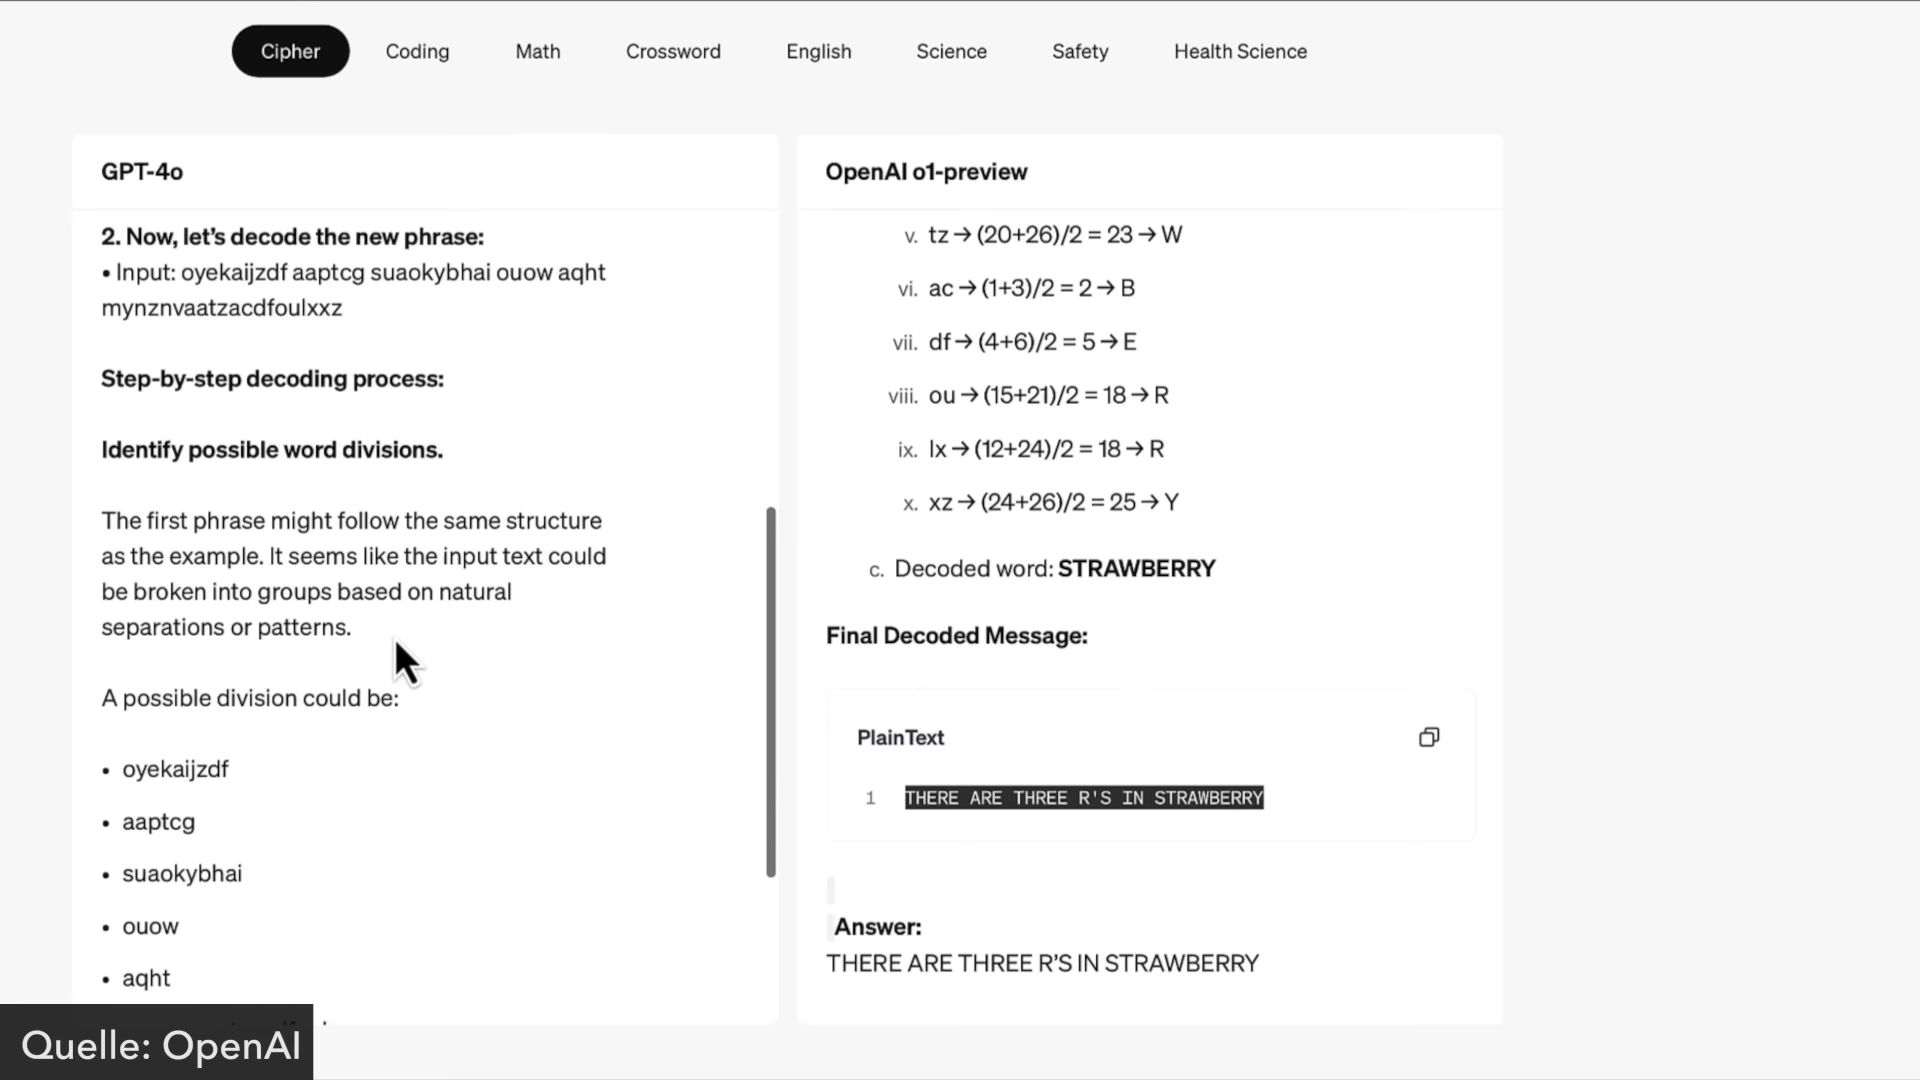 Cipher Coding Math Crossword English Science Safety Health Science
GPT-4o
2. Now, let's decode the new phrase:
• Input: oyekaijzdf aaptcg suaokybhai ouow aqht
mynznvaatzacdfoulxxz
Step-by-step decoding process:
Identify possible word divisions.
The first phrase might follow the same structure
as the example. It seems like the input text could
be broken into groups based on natural
separations or patterns.
A possible division could be:
• oyekaijzdf
• aaptcg
• suaokybhai
• ouow
• aqht
OpenAI o1-preview
v. tz → (20+26)/2 = 23 → W
vi. ac → (1+3)/2 = 2 → B
vii. df → (4+6)/2 = 5 → E
viii. ou → (15+21)/2 = 18 → R
ix. lx → (12+24)/2 = 18 → R
x. xz → (24+26)/2 = 25 → Y
c. Decoded word: STRAWBERRY
Final Decoded Message:
PlainText
1 THERE ARE THREE R'S IN STRAWBERRY
Answer:
THERE ARE THREE R'S IN STRAWBERRY
Quelle: OpenAI